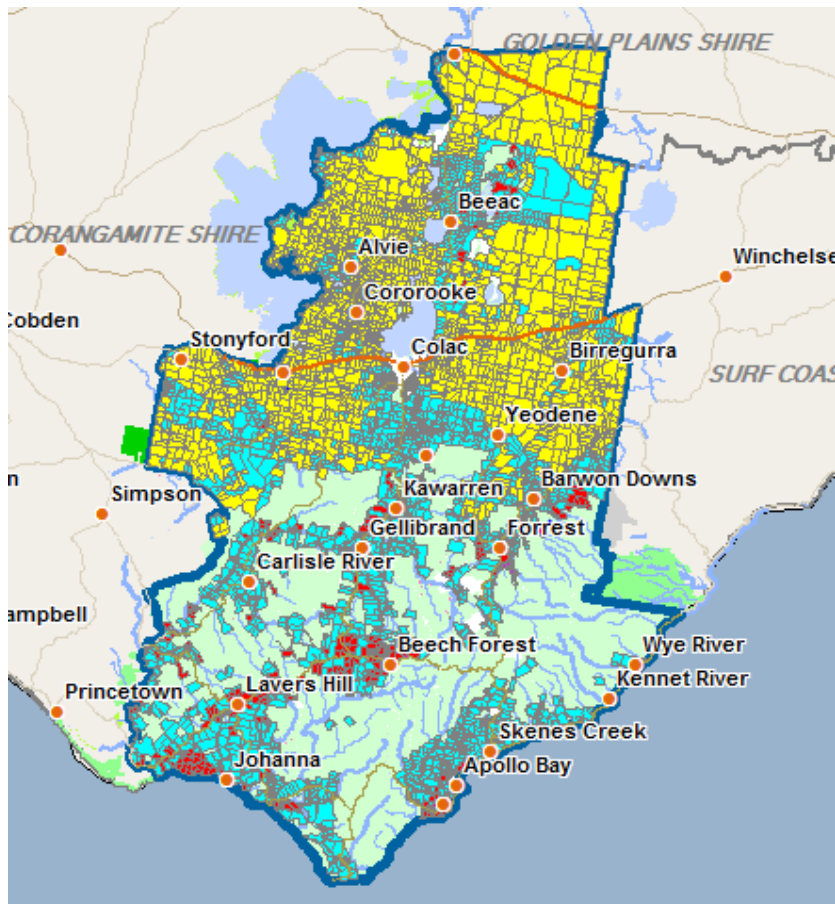 GOLDEN PLAINS SHIRE
Beeac
CORANGAMITE SHIRE
Alvie
Winchelse
Cororooke
Cobden
Stonyford
Colac
Birregurra
SURF COAS
Yeodene
n
Kawarren
Barwon Downs
Simpson
Gellibrand
Forrest
Carlisle River
ampbell
Beech Forest
Wye River
Princetown
Lavers Hill
Kennet River
Skenes Creek
Johanna
Apollo Bay